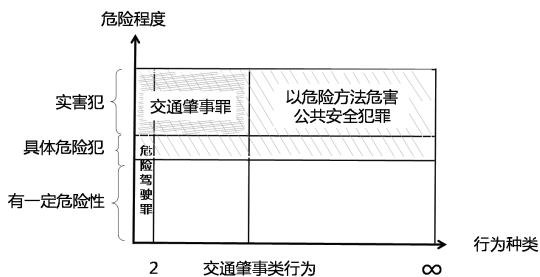 危险程度
实害犯
交通肇事罪
以危险方法危害
公共安全犯罪
具体危险犯
危险驾驶罪
有一定危险性
行为种类
2
交通肇事类行为
∞